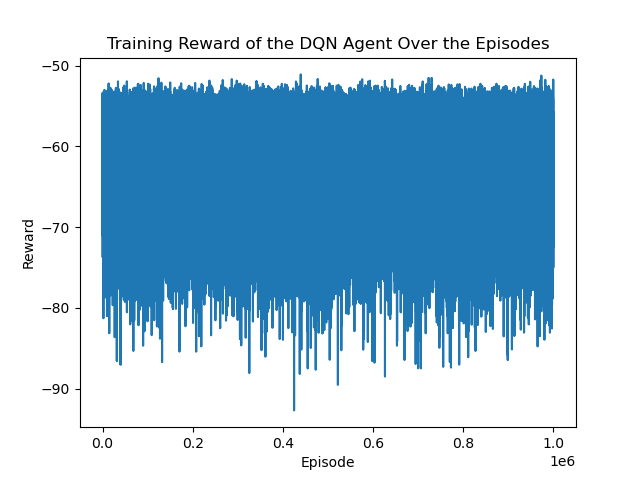 Training Reward of the DQN Agent Over the Episodes
−50
−60
−70
−80
−90
Reward
0.0 0.2 0.4 0.6 0.8 1.0
1e6
Episode